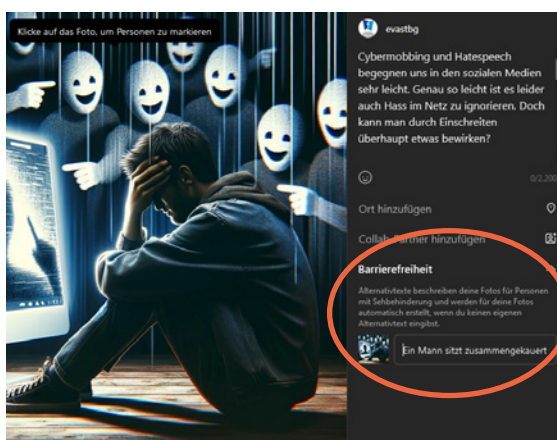 Klicke auf das Foto, um Personen zu markieren
evastbg
Cybermobbing und Hatespeech
begegnen uns in den sozialen Medien
sehr leicht. Genau so leicht ist es leider
auch Hass im Netz zu ignorieren. Doch
kann man durch Einschreiten
überhaupt etwas bewirken?
0/2.200
Ort hinzufügen
Collab-Partner hinzufügen
Barrierefreiheit
Alternativtexte beschreiben deine Fotos für Personen
mit Sehbehinderung und werden für deine Fotos
automatisch erstellt, wenn du keinen eigenen
Alternativtext eingibst.
Ein Mann sitzt zusammengekauert